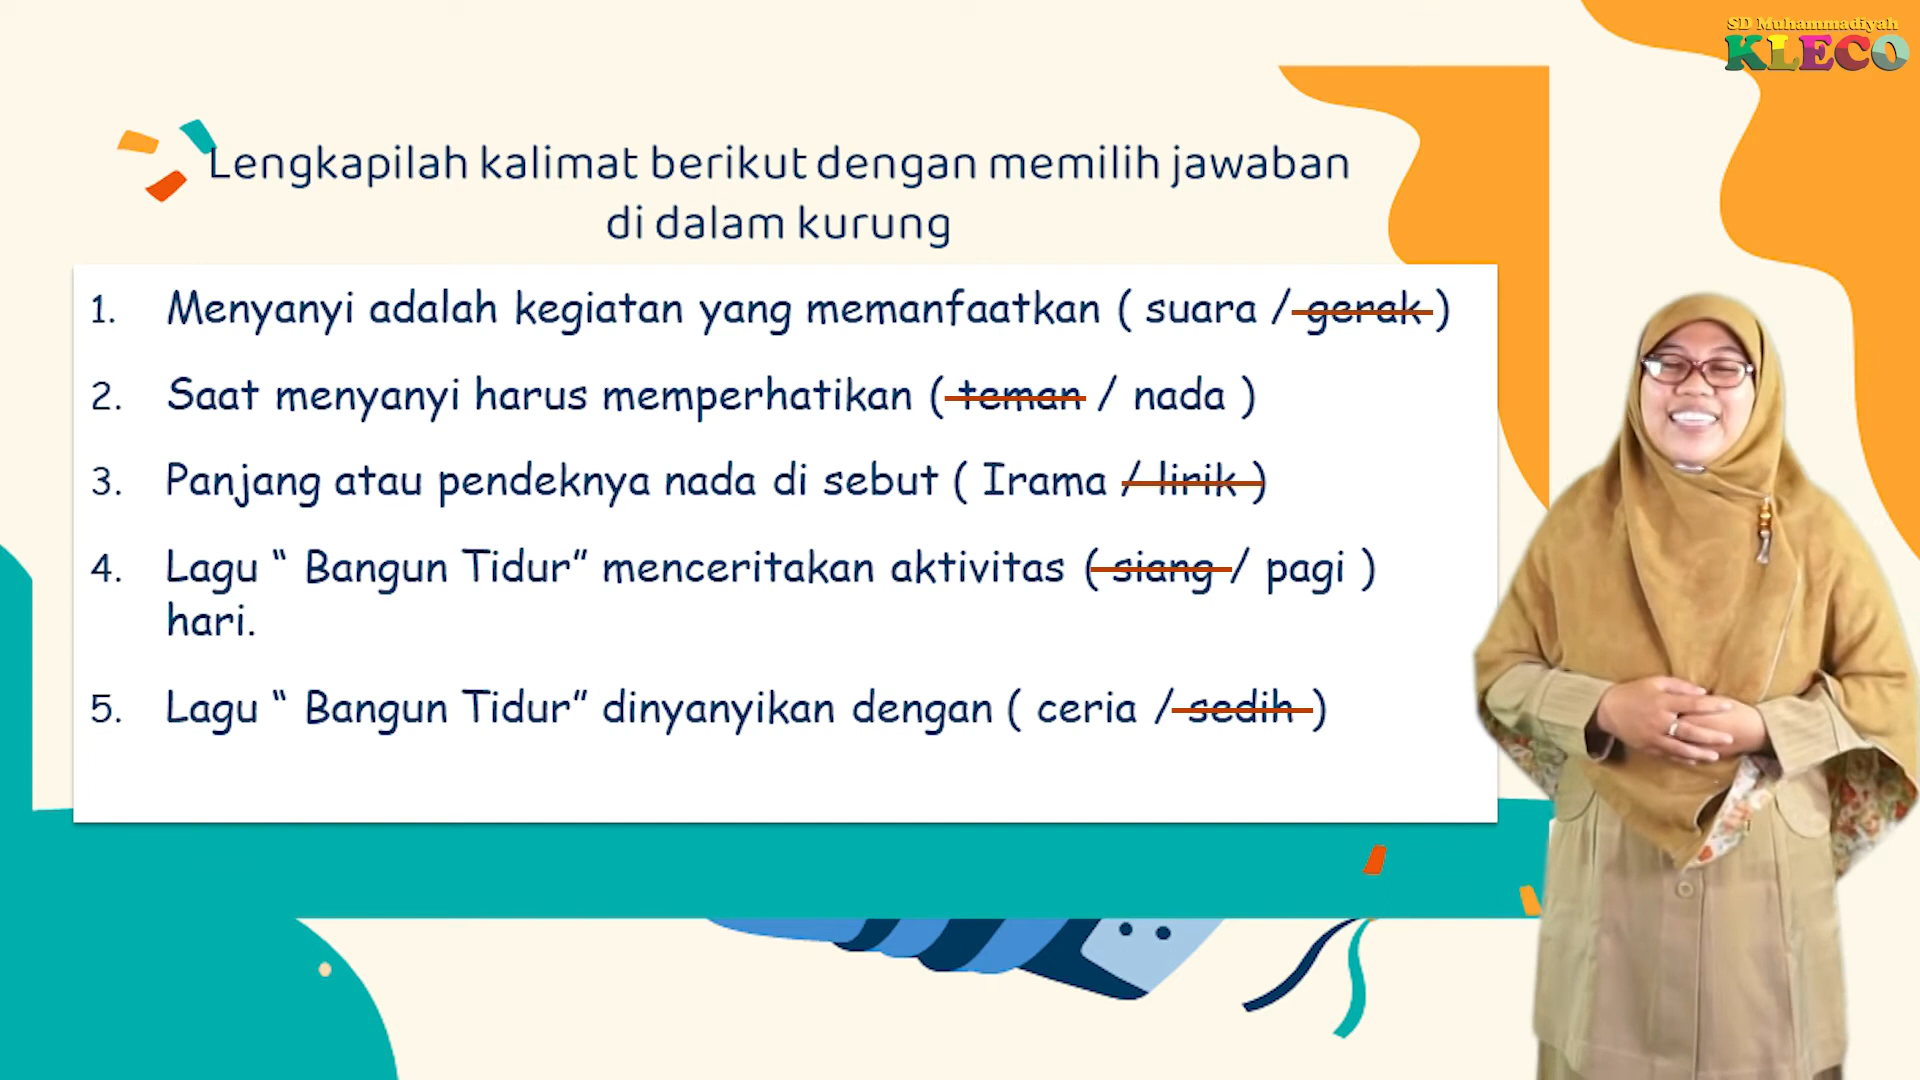 SD Muhammadiyah
KLECO
Lengkapilah kalimat berikut dengan memilih jawaban
di dalam kurung
1. Menyanyi adalah kegiatan yang memanfaatkan ( suara / gerak )
2. Saat menyanyi harus memperhatikan ( teman / nada )
3. Panjang atau pendeknya nada di sebut ( Irama / lirik )
4. Lagu “ Bangun Tidur” menceritakan aktivitas ( siang / pagi )
hari.
5. Lagu “ Bangun Tidur” dinyanyikan dengan ( ceria / sedih )